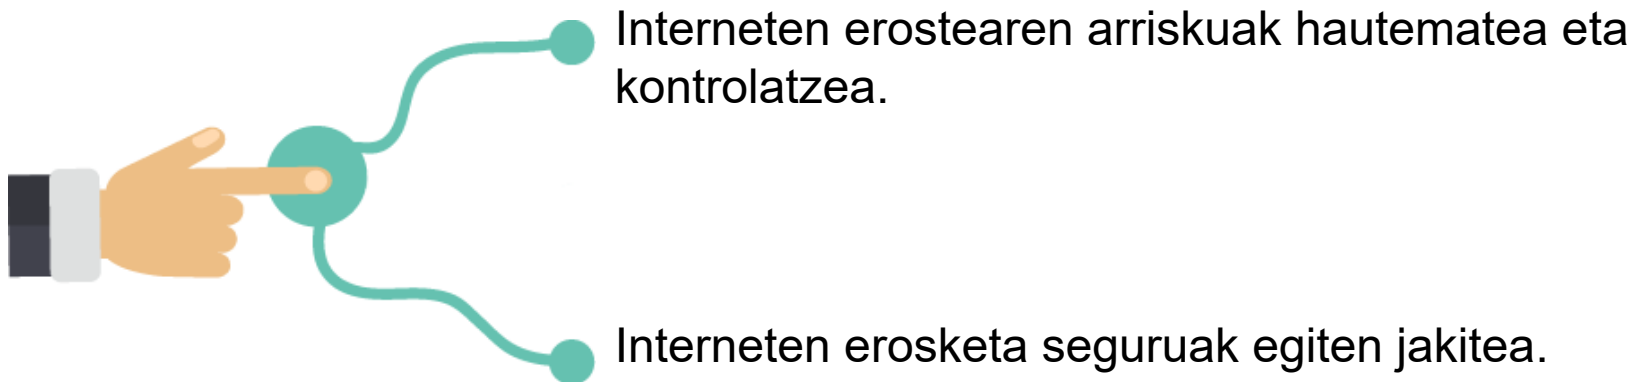 Interneten erostearen arriskuak hautematea eta
kontrolatzea.
Interneten erosketa seguruak egiten jakitea.